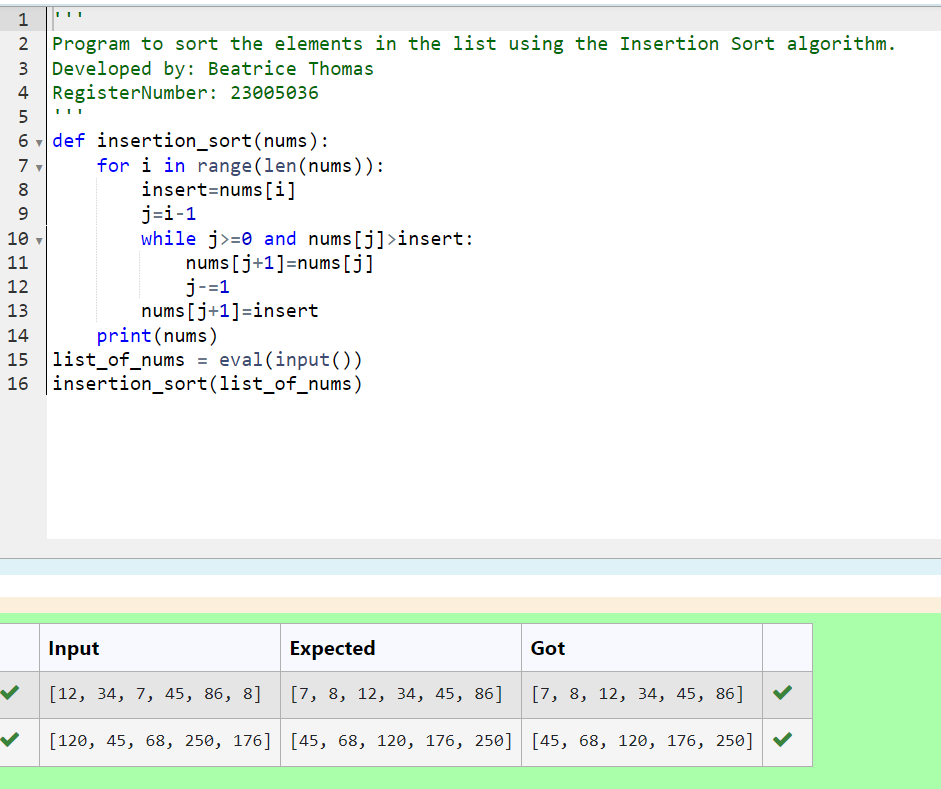 1 '''
2 Program to sort the elements in the list using the Insertion Sort algorithm.
3 Developed by: Beatrice Thomas
4 RegisterNumber: 23005036
5 '''
6 def insertion_sort(nums):
7     for i in range(len(nums)):
8         insert=nums[i]
9         j=i-1
10         while j>=0 and nums[j]>insert:
11             nums[j+1]=nums[j]
12             j-=1
13         nums[j+1]=insert
14     print(nums)
15 list_of_nums = eval(input())
16 insertion_sort(list_of_nums)
Input Expected Got
[12, 34, 7, 45, 86, 8] [7, 8, 12, 34, 45, 86] [7, 8, 12, 34, 45, 86]
[120, 45, 68, 250, 176] [45, 68, 120, 176, 250] [45, 68, 120, 176, 250]